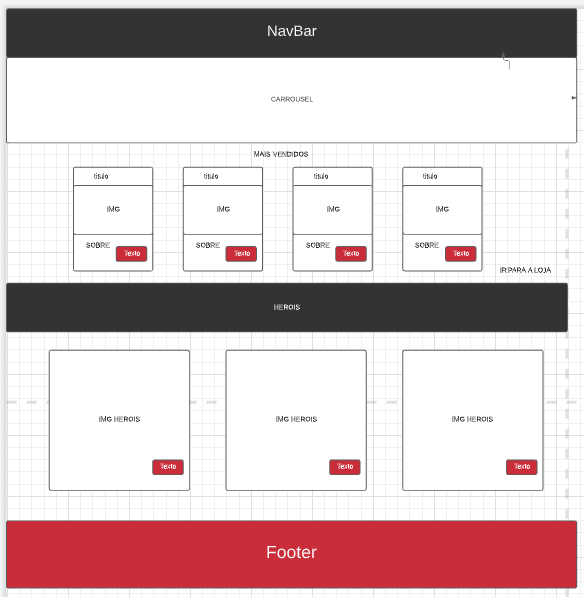 NavBar
CARROUSEL
MAIS VENDIDOS
titulo titulo titulo titulo
IMG IMG IMG IMG
SOBRE SOBRE SOBRE SOBRE
Texto Texto Texto Texto
IR PARA A LOJA
HEROIS
IMG HEROIS IMG HEROIS IMG HEROIS
Texto Texto Texto
Footer